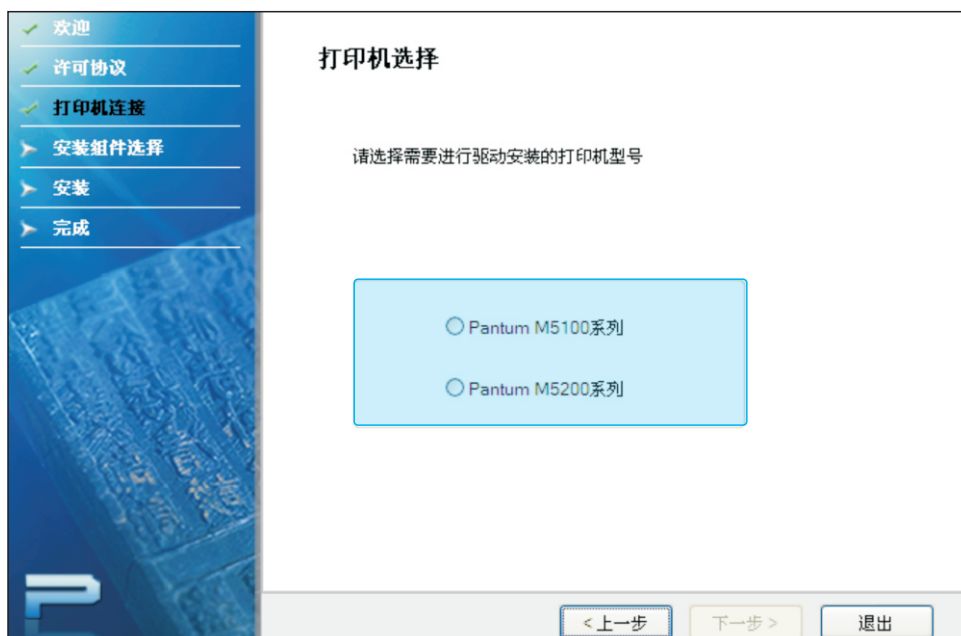 欢迎
许可协议
打印机连接
安装组件选择
安装
完成
打印机选择
请选择需要进行驱动安装的打印机型号
Pantum M5100系列
Pantum M5200系列
<上一步
下一步>
退出